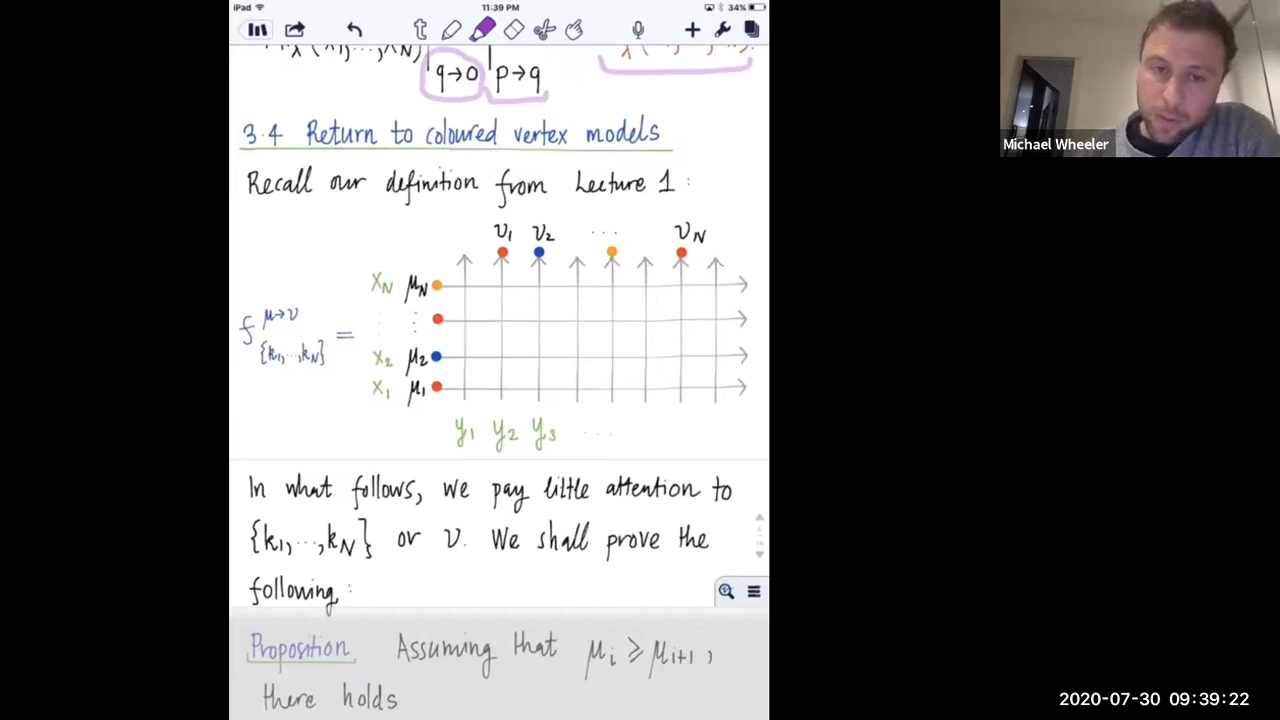 iPad 11:39 PM 34%
q→0 p→q
3.4 Return to coloured vertex models
Recall our definition from Lecture 1:
ν1 ν2 ... νN
xN μN
f^{μ→ν}_{{k1,...,kN}} =
x2 μ2
x1 μ1
y1 y2 y3 ...
In what follows, we pay little attention to
{k1,...,kN} or ν. We shall prove the
following:
Proposition Assuming that μi ≥ μi+1,
there holds
Michael Wheeler
2020-07-30 09:39:22